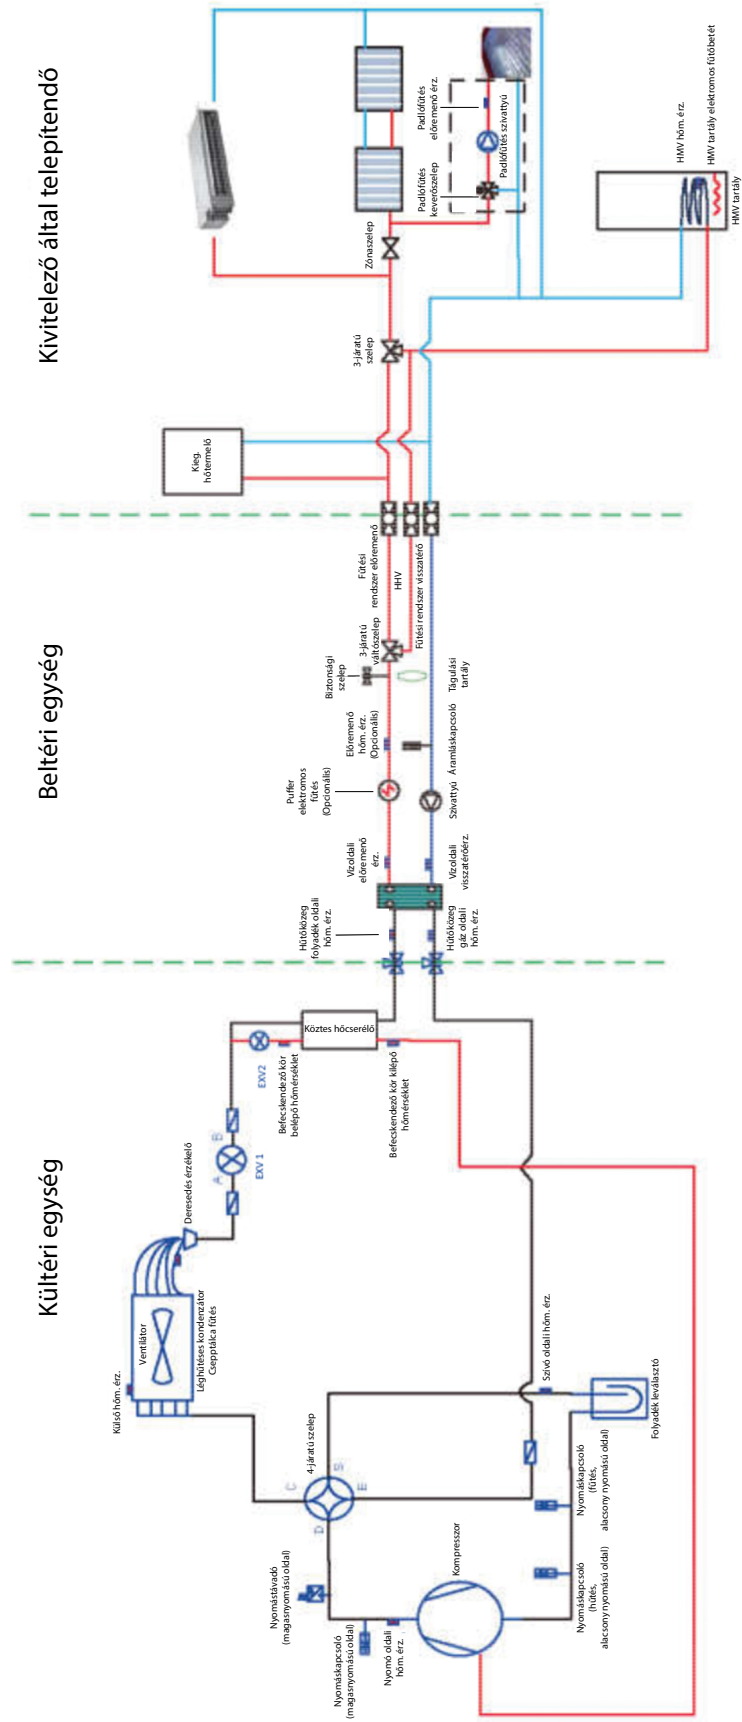 Kültéri egység
Beltéri egység
Kivitelező által telepítendő
Külső hőm. érz.
Ventilátor
Léghűtéses kondenzátor
Csepptálca fűtés
Deresedés érzékelő
A
B
EXV 1
EXV2
Befecskendező kör
belépő hőmérséklet
Köztes hőcserélő
Befecskendező kör kilépő
hőmérséklet
4-járatú szelep
C
D
S
E
Nyomástávadó
(magasnyomású oldal)
Nyomáskapcsoló
(magasnyomású oldal)
Nyomó oldali
hőm. érz.
Kompresszor
Nyomáskapcsoló
(hűtés,
alacsony nyomású oldal)
Nyomáskapcsoló
(fűtés,
alacsony nyomású oldal)
Szívó oldali hőm. érz.
Folyadék leválasztó
Hűtőközeg
folyadék oldali
hőm. érz.
Hűtőközeg
gáz oldali
hőm. érz.
Vízoldali
előremenő
érz.
Vízoldali
visszatérőérz.
Puffer
elektromos
fűtés
(Opcionális)
Szivattyú
Áramláskapcsoló
Előremenő
hőm. érz.
(Opcionális)
Biztonsági
szelep
Tágulási
tartály
3-járatú
váltószelep
Fűtési
rendszer előremenő
HHV
Fűtési rendszer visszatérő
Kieg.
hőtermelő
3-járatú
szelep
Zónaszelep
Padlófűtés
keverőszelep
Padlófűtés szivattyú
Padlófűtés
előremenő érz.
HMV hőm. érz.
HMV tartály elektromos fűtőbetét
HMV tartály